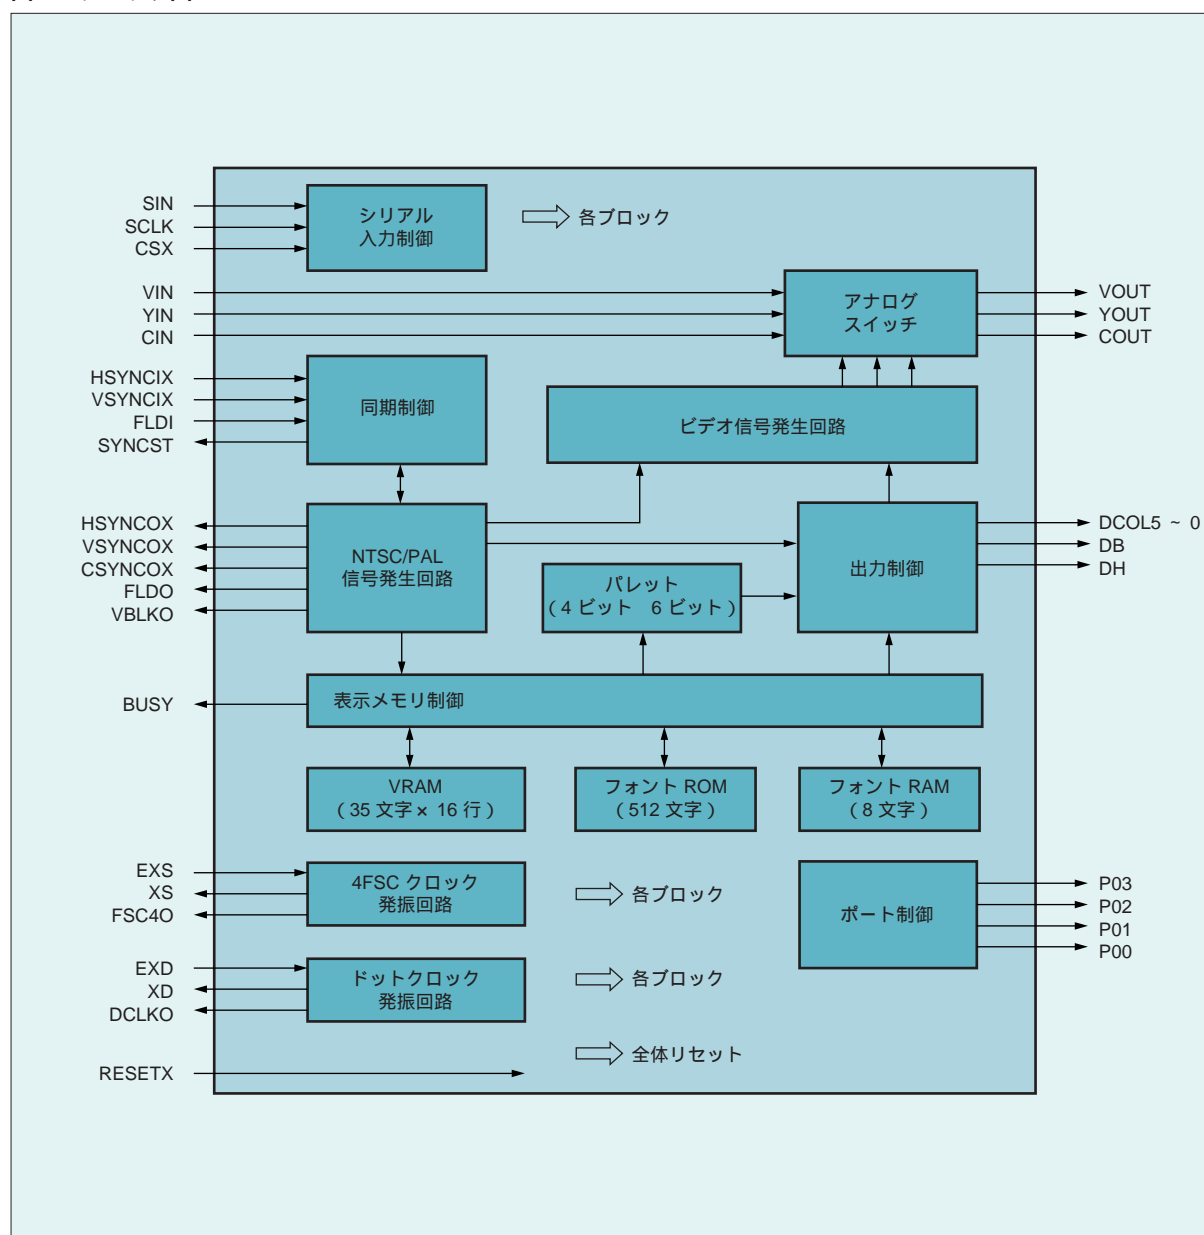 SIN
SCLK
CSX
シリアル
入力制御
各ブロック
VIN
YIN
CIN
アナログ
スイッチ
VOUT
YOUT
COUT
HSYNCIX
VSYNCIX
FLDI
SYNCST
同期制御
ビデオ信号発生回路
HSYNCOX
VSYNCOX
CSYNCOX
FLDO
VBLKO
NTSC/PAL
信号発生回路
パレット
(4 ビット 6 ビット)
出力制御
DCOL5 ~ 0
DB
DH
BUSY
表示メモリ制御
VRAM
(35 文字 × 16 行)
フォント ROM
(512 文字)
フォント RAM
(8 文字)
EXS
XS
FSC4O
4FSC クロック
発振回路
各ブロック
ポート制御
P03
P02
P01
P00
EXD
XD
DCLKO
ドットクロック
発振回路
各ブロック
全体リセット
RESETX